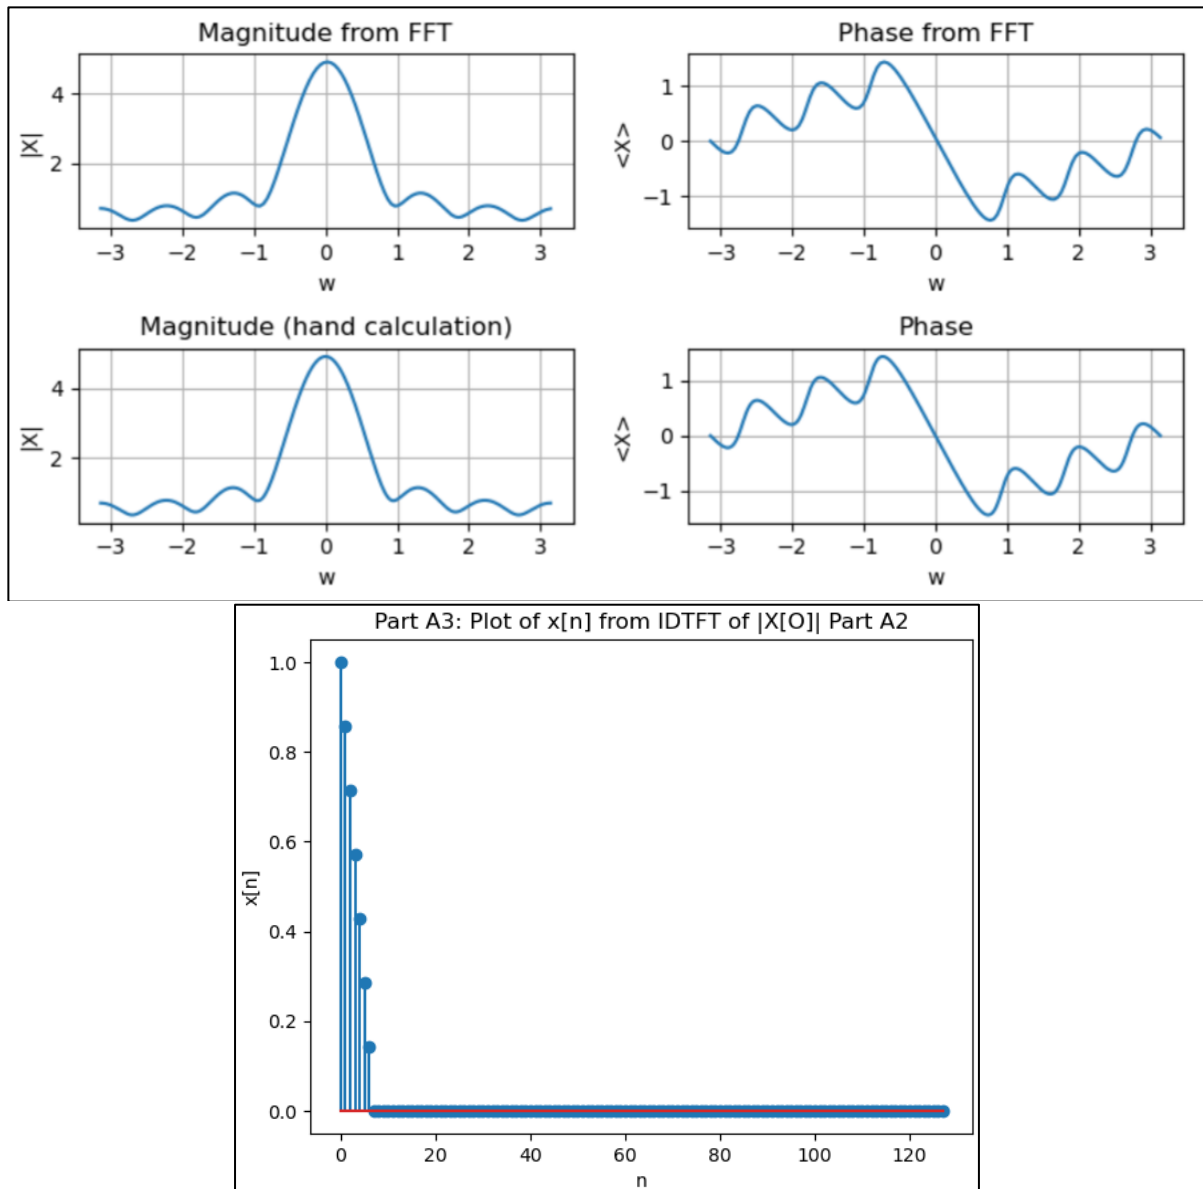 Magnitude from FFT
|X|
4
2
−3 −2 −1 0 1 2 3
w
Phase from FFT
<X>
1
0
−1
−3 −2 −1 0 1 2 3
w
Magnitude (hand calculation)
|X|
4
2
−3 −2 −1 0 1 2 3
w
Phase
<X>
1
0
−1
−3 −2 −1 0 1 2 3
w
Part A3: Plot of x[n] from IDTFT of |X[O]| Part A2
x[n]
1.0
0.8
0.6
0.4
0.2
0.0
0 20 40 60 80 100 120
n